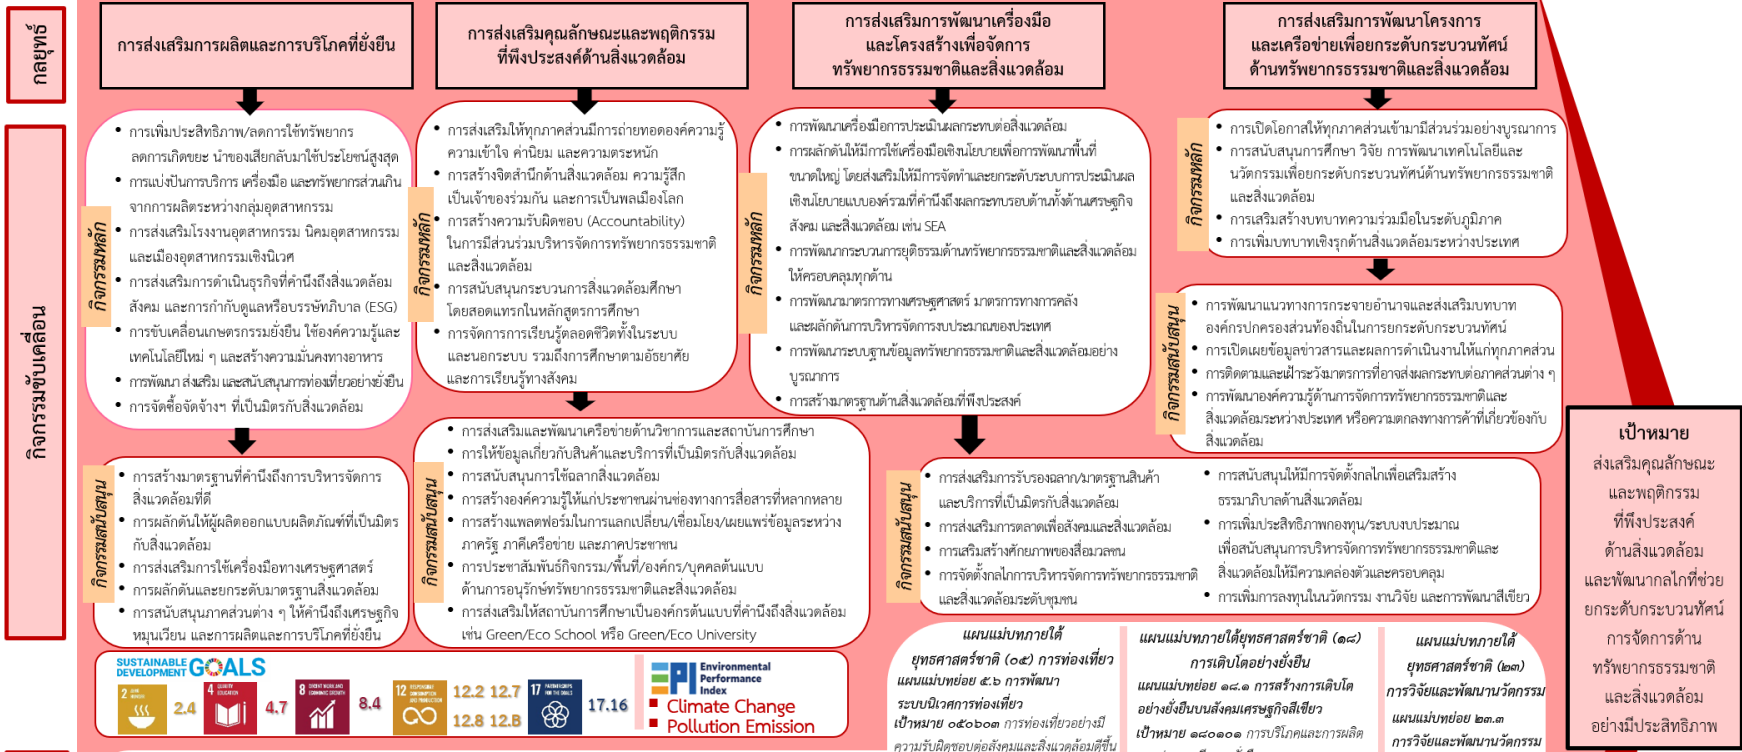 กลยุทธ์
การส่งเสริมการผลิตและการบริโภคที่ยั่งยืน
การส่งเสริมคุณลักษณะและพฤติกรรม
ที่พึงประสงค์ด้านสิ่งแวดล้อม
การส่งเสริมการพัฒนาเครื่องมือ
และโครงสร้างเพื่อจัดการ
ทรัพยากรธรรมชาติและสิ่งแวดล้อม
การส่งเสริมการพัฒนาโครงการ
และเครือข่ายเพื่อยกระดับกระบวนทัศน์
ด้านทรัพยากรธรรมชาติและสิ่งแวดล้อม
กิจกรรมขับเคลื่อน
กิจกรรมหลัก
• การเพิ่มประสิทธิภาพ/ลดการใช้ทรัพยากร
ลดการเกิดขยะ นำของเสียกลับมาใช้ประโยชน์สูงสุด
• การแบ่งปันการบริการ เครื่องมือ และทรัพยากรส่วนเกิน
จากการผลิตระหว่างกลุ่มอุตสาหกรรม
• การส่งเสริมโรงงานอุตสาหกรรม นิคมอุตสาหกรรม
และเมืองอุตสาหกรรมเชิงนิเวศ
• การส่งเสริมการดำเนินธุรกิจที่คำนึงถึงสิ่งแวดล้อม
สังคม และการกำกับดูแลหรือบรรษัทภิบาล (ESG)
• การขับเคลื่อนเกษตรกรรมยั่งยืน ใช้องค์ความรู้และ
เทคโนโลยีใหม่ ๆ และสร้างความมั่นคงทางอาหาร
• การพัฒนา ส่งเสริม และสนับสนุนการท่องเที่ยวอย่างยั่งยืน
• การจัดซื้อจัดจ้างฯ ที่เป็นมิตรกับสิ่งแวดล้อม
กิจกรรมสนับสนุน
• การสร้างมาตรฐานที่คำนึงถึงการบริหารจัดการ
สิ่งแวดล้อมที่ดี
• การผลักดันให้ผู้ผลิตออกแบบผลิตภัณฑ์ที่เป็นมิตร
กับสิ่งแวดล้อม
• การส่งเสริมการใช้เครื่องมือทางเศรษฐศาสตร์
• การผลักดันและยกระดับมาตรฐานสิ่งแวดล้อม
• การสนับสนุนภาคส่วนต่าง ๆ ให้คำนึงถึงเศรษฐกิจ
หมุนเวียน และการผลิตและการบริโภคที่ยั่งยืน
กิจกรรมหลัก
• การส่งเสริมให้ทุกภาคส่วนมีการถ่ายทอดองค์ความรู้
ความเข้าใจ ค่านิยม และความตระหนัก
• การสร้างจิตสำนึกด้านสิ่งแวดล้อม ความรู้สึก
เป็นเจ้าของร่วมกัน และการเป็นพลเมืองโลก
• การสร้างความรับผิดชอบ (Accountability)
ในการมีส่วนร่วมบริหารจัดการทรัพยากรธรรมชาติ
และสิ่งแวดล้อม
• การสนับสนุนกระบวนการสิ่งแวดล้อมศึกษา
โดยสอดแทรกในหลักสูตรการศึกษา
• การจัดการการเรียนรู้ตลอดชีวิตทั้งในระบบ
และนอกระบบ รวมถึงการศึกษาตามอัธยาศัย
และการเรียนรู้ทางสังคม
กิจกรรมสนับสนุน
• การส่งเสริมและพัฒนาเครือข่ายด้านวิชาการและสถาบันการศึกษา
• การให้ข้อมูลเกี่ยวกับสินค้าและบริการที่เป็นมิตรกับสิ่งแวดล้อม
• การสนับสนุนการใช้ฉลากสิ่งแวดล้อม
• การสร้างองค์ความรู้ให้แก่ประชาชนผ่านช่องทางการสื่อสารที่หลากหลาย
• การสร้างแพลตฟอร์มในการแลกเปลี่ยน/เชื่อมโยง/เผยแพร่ข้อมูลระหว่าง
ภาครัฐ ภาคีเครือข่าย และภาคประชาชน
• การประชาสัมพันธ์กิจกรรม/พื้นที่/องค์กร/บุคคลต้นแบบ
ด้านการอนุรักษ์ทรัพยากรธรรมชาติและสิ่งแวดล้อม
• การส่งเสริมให้สถาบันการศึกษาเป็นองค์กรต้นแบบที่คำนึงถึงสิ่งแวดล้อม
เช่น Green/Eco School หรือ Green/Eco University
กิจกรรมหลัก
• การพัฒนาเครื่องมือการประเมินผลกระทบต่อสิ่งแวดล้อม
• การผลักดันให้มีการใช้เครื่องมือเชิงนโยบายเพื่อการพัฒนาพื้นที่
ขนาดใหญ่ โดยส่งเสริมให้มีการจัดทำและยกระดับระบบการประเมินผล
เชิงนโยบายแบบองค์รวมที่คำนึงถึงผลกระทบรอบด้านทั้งด้านเศรษฐกิจ
สังคม และสิ่งแวดล้อม เช่น SEA
• การพัฒนากระบวนการยุติธรรมด้านทรัพยากรธรรมชาติและสิ่งแวดล้อม
ให้ครอบคลุมทุกด้าน
• การพัฒนามาตรการทางเศรษฐศาสตร์ มาตรการทางการคลัง
และผลักดันการบริหารจัดการงบประมาณของประเทศ
• การพัฒนาระบบฐานข้อมูลทรัพยากรธรรมชาติและสิ่งแวดล้อมอย่าง
บูรณาการ
• การสร้างมาตรฐานด้านสิ่งแวดล้อมที่พึงประสงค์
กิจกรรมสนับสนุน
• การส่งเสริมการรับรองฉลาก/มาตรฐานสินค้า
และบริการที่เป็นมิตรกับสิ่งแวดล้อม
• การส่งเสริมการตลาดเพื่อสังคมและสิ่งแวดล้อม
• การเสริมสร้างศักยภาพของสื่อมวลชน
• การจัดตั้งกลไกการบริหารจัดการทรัพยากรธรรมชาติ
และสิ่งแวดล้อมระดับชุมชน
• การสนับสนุนให้มีการจัดตั้งกลไกเพื่อเสริมสร้าง
ธรรมาภิบาลด้านสิ่งแวดล้อม
• การเพิ่มประสิทธิภาพกองทุน/ระบบงบประมาณ
เพื่อสนับสนุนการบริหารจัดการทรัพยากรธรรมชาติและ
สิ่งแวดล้อมให้มีความคล่องตัวและครอบคลุม
• การเพิ่มการลงทุนในนวัตกรรม งานวิจัย และการพัฒนาสีเขียว
กิจกรรมหลัก
• การเปิดโอกาสให้ทุกภาคส่วนเข้ามามีส่วนร่วมอย่างบูรณาการ
• การสนับสนุนการศึกษา วิจัย การพัฒนาเทคโนโลยีและ
นวัตกรรมเพื่อยกระดับกระบวนทัศน์ด้านทรัพยากรธรรมชาติ
และสิ่งแวดล้อม
• การเสริมสร้างบทบาทความร่วมมือในระดับภูมิภาค
• การเพิ่มบทบาทเชิงรุกด้านสิ่งแวดล้อมระหว่างประเทศ
กิจกรรมสนับสนุน
• การพัฒนาแนวทางการกระจายอำนาจและส่งเสริมบทบาท
องค์กรปกครองส่วนท้องถิ่นในการยกระดับกระบวนทัศน์
• การเปิดเผยข้อมูลข่าวสารและผลการดำเนินงานให้แก่ทุกภาคส่วน
• การติดตามและเฝ้าระวังมาตรการที่อาจส่งผลกระทบต่อภาคส่วนต่าง ๆ
• การพัฒนาองค์ความรู้ด้านการจัดการทรัพยากรธรรมชาติและ
สิ่งแวดล้อมระหว่างประเทศ หรือความตกลงทางการค้าที่เกี่ยวข้องกับ
สิ่งแวดล้อม
เป้าหมาย
ส่งเสริมคุณลักษณะ
และพฤติกรรม
ที่พึงประสงค์
ด้านสิ่งแวดล้อม
และพัฒนากลไกที่ช่วย
ยกระดับกระบวนทัศน์
การจัดการด้าน
ทรัพยากรธรรมชาติ
และสิ่งแวดล้อม
อย่างมีประสิทธิภาพ
SUSTAINABLE
DEVELOPMENT GOALS
2 ZERO HUNGER
2.4
4 QUALITY EDUCATION
4.7
8 DECENT WORK AND ECONOMIC GROWTH
8.4
12 RESPONSIBLE CONSUMPTION AND PRODUCTION
12.2 12.7
12.8 12.B
17 PARTNERSHIPS FOR THE GOALS
17.16
EPI Environmental
Performance
Index
Climate Change
Pollution Emission
แผนแม่บทภายใต้
ยุทธศาสตร์ชาติ (๐๕) การท่องเที่ยว
แผนแม่บทย่อย ๕.๖ การพัฒนา
ระบบนิเวศการท่องเที่ยว
เป้าหมาย ๐๕๐๖๐๓ การท่องเที่ยวอย่างมี
ความรับผิดชอบต่อสังคมและสิ่งแวดล้อมดีขึ้น
แผนแม่บทภายใต้ยุทธศาสตร์ชาติ (๑๘)
การเติบโตอย่างยั่งยืน
แผนแม่บทย่อย ๑๘.๑ การสร้างการเติบโต
อย่างยั่งยืนบนสังคมเศรษฐกิจสีเขียว
เป้าหมาย ๑๘๐๑๐๑ การบริโภคและการผลิต
แผนแม่บทภายใต้
ยุทธศาสตร์ชาติ (๒๓)
การวิจัยและพัฒนานวัตกรรม
แผนแม่บทย่อย ๒๓.๓
การวิจัยและพัฒนานวัตกรรม